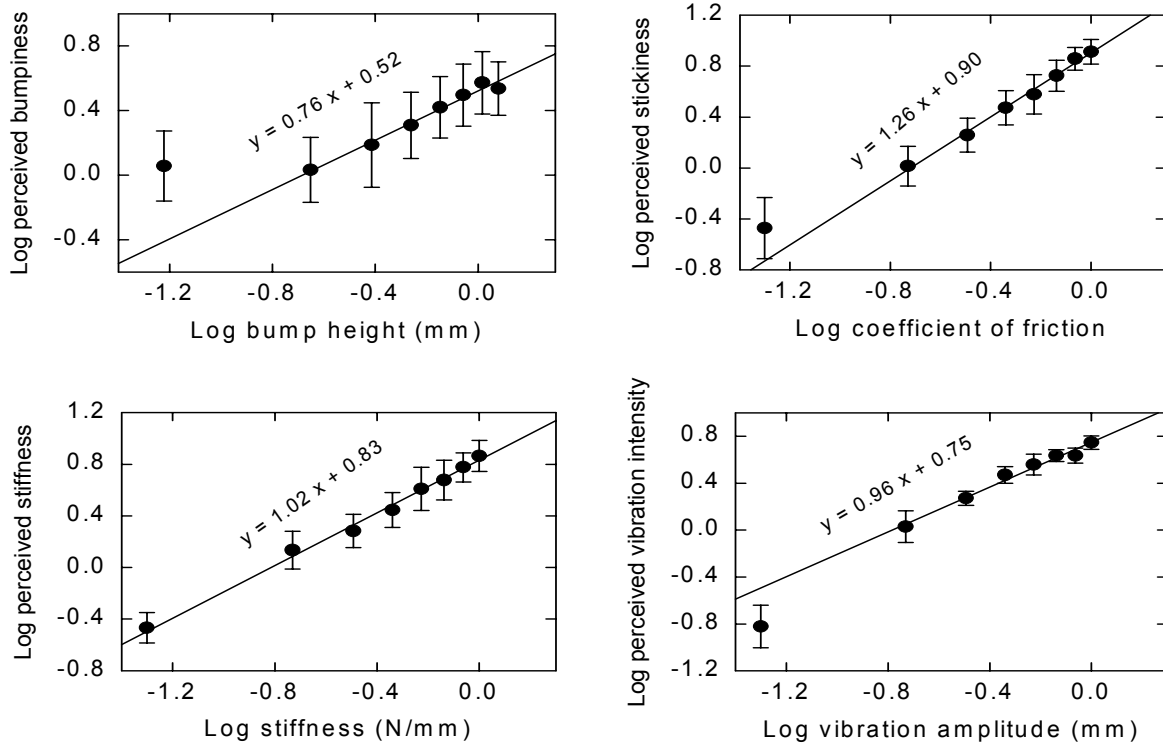 Log perceived bumpiness
0.8
0.4
0.0
-0.4
y = 0.76 x + 0.52
-1.2 -0.8 -0.4 0.0
Log bump height (mm)
Log perceived stickiness
1.2
0.8
0.4
0.0
-0.4
-0.8
y = 1.26 x + 0.90
-1.2 -0.8 -0.4 0.0
Log coefficient of friction
Log perceived stiffness
1.2
0.8
0.4
0.0
-0.4
-0.8
y = 1.02 x + 0.83
-1.2 -0.8 -0.4 0.0
Log stiffness (N/mm)
Log perceived vibration intensity
0.8
0.4
0.0
-0.4
-0.8
-1.2
y = 0.96 x + 0.75
-1.2 -0.8 -0.4 0.0
Log vibration amplitude (mm)